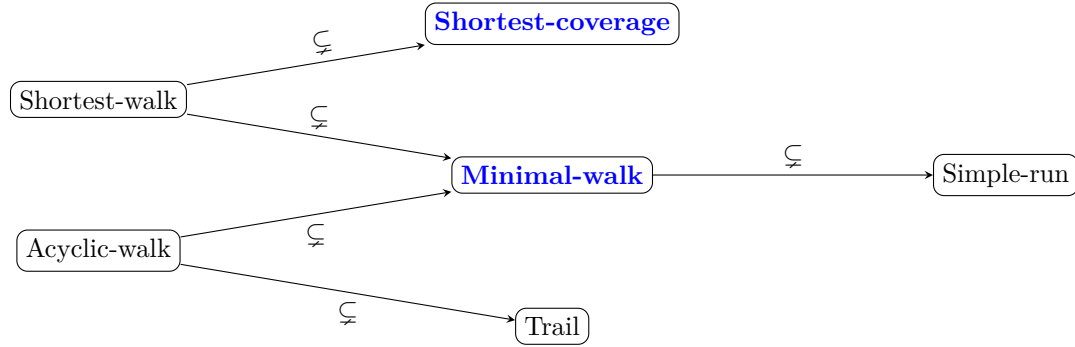 Shortest-coverage
⊊
Shortest-walk
⊊
Minimal-walk
⊊
Simple-run
⊊
Acyclic-walk
⊊
Trail